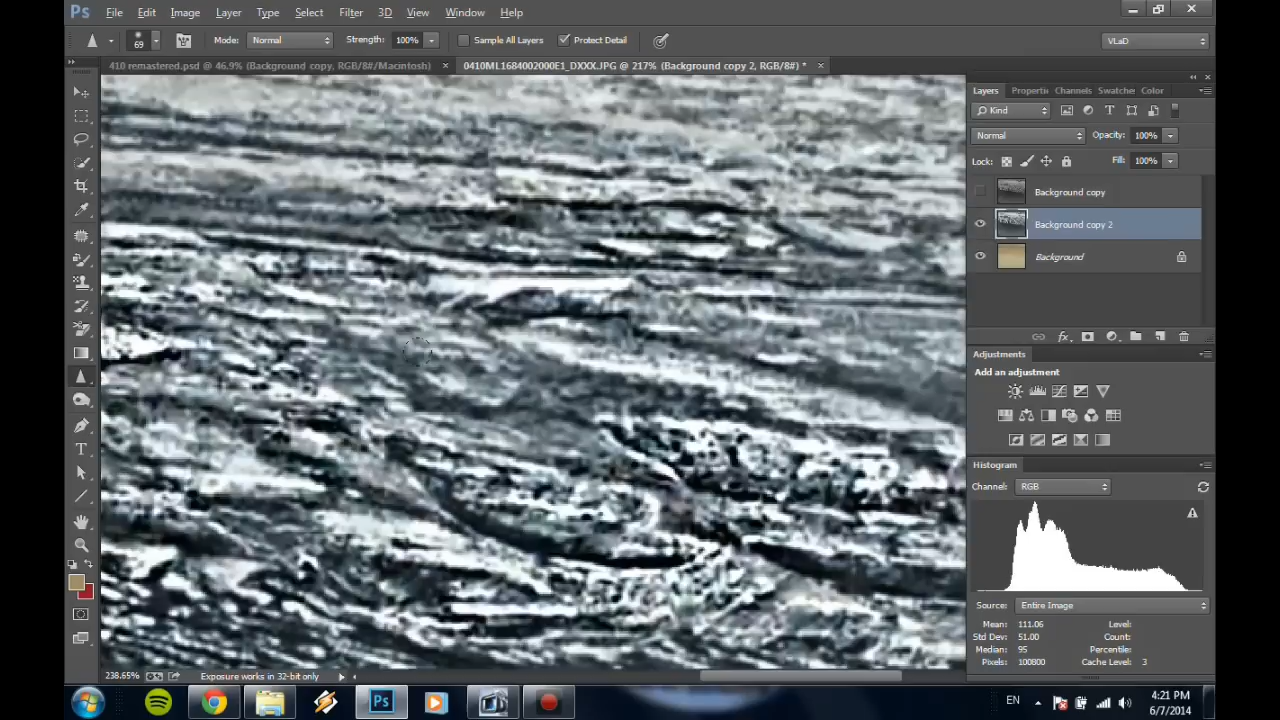 Ps File Edit Image Layer Type Select Filter 3D View Window Help
69 Mode: Normal Strength: 100% Sample All Layers Protect Detail VLaD
410 remastered.psd @ 46.9% (Background copy, RGB/8#/Macintosh) × 0410ML1684002000E1_DXXX.JPG @ 217% (Background copy 2, RGB/8#) * ×
Layers Properti Channels Swatches Color
Kind
Normal Opacity: 100%
Lock: Fill: 100%
Background copy
Background copy 2
Background
Adjustments
Add an adjustment
Histogram
Channel: RGB
Source: Entire Image
Mean: 111.06 Level:
Std Dev: 51.00 Count:
Median: 95 Percentile:
Pixels: 100800 Cache Level: 3
238.65% Exposure works in 32-bit only
Ps EN 4:21 PM
6/7/2014